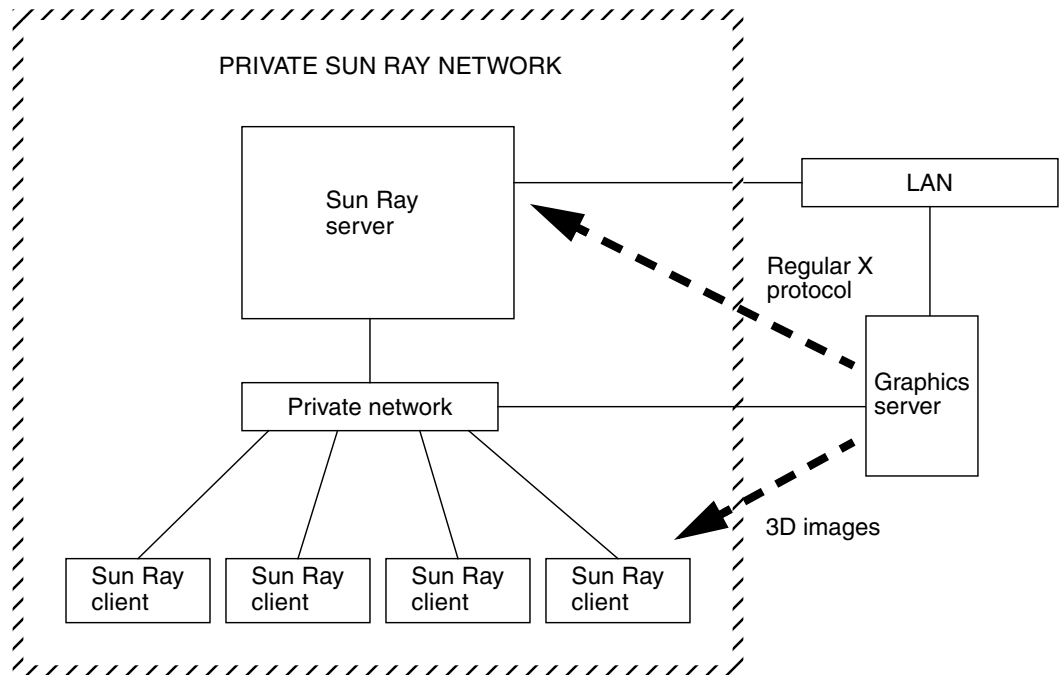 PRIVATE SUN RAY NETWORK
Sun Ray
server
LAN
Regular X
protocol
Graphics
server
Private network
3D images
Sun Ray
client
Sun Ray
client
Sun Ray
client
Sun Ray
client